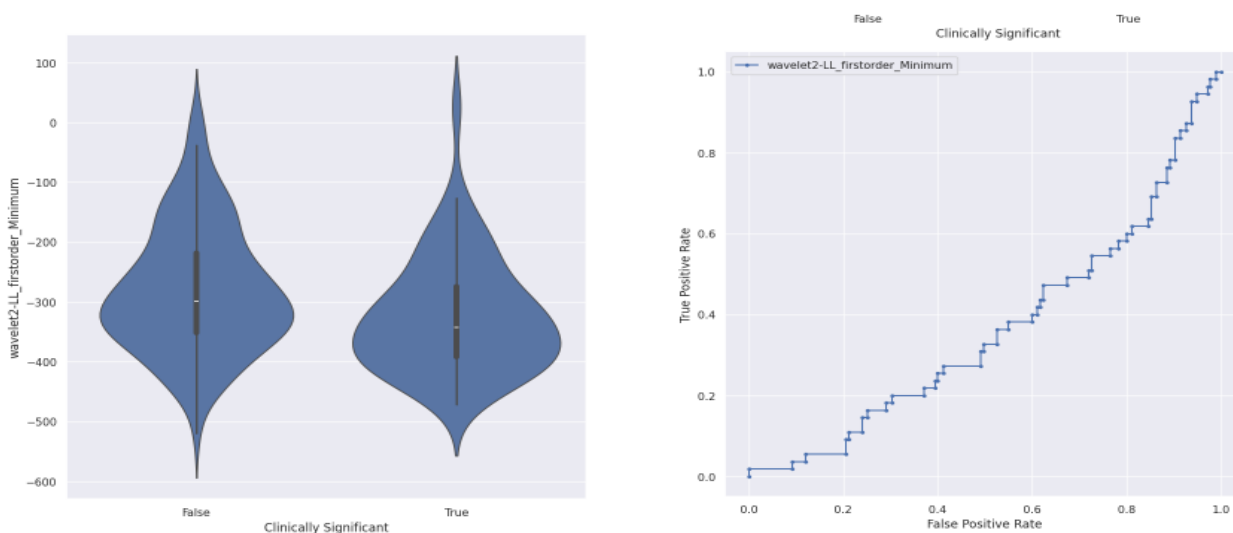 100
0
−100
−200
−300
−400
−500
−600
wavelet2-LL_firstorder_Minimum
False True
Clinically Significant
False True
Clinically Significant
wavelet2-LL_firstorder_Minimum
1.0
0.8
0.6
0.4
0.2
0.0
True Positive Rate
0.0 0.2 0.4 0.6 0.8 1.0
False Positive Rate